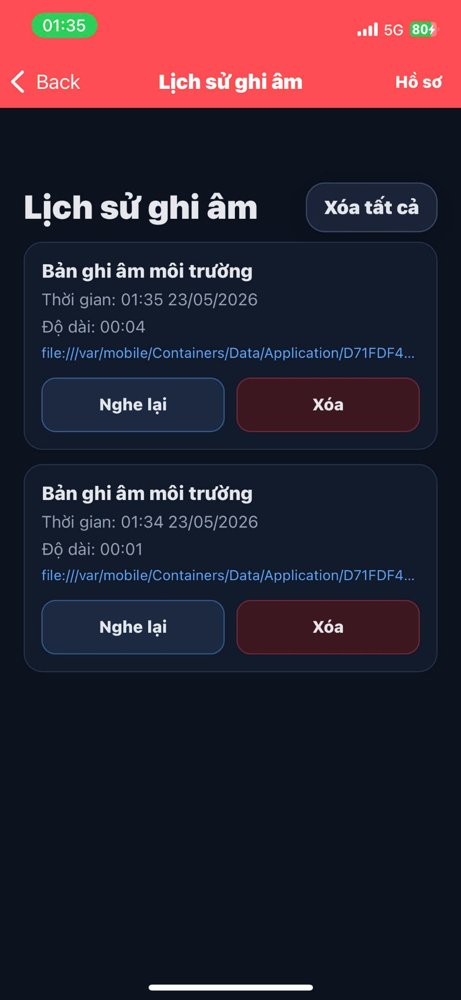 01:35
5G 80
Back
Lịch sử ghi âm
Hồ sơ
Lịch sử ghi âm
Xóa tất cả
Bản ghi âm môi trường
Thời gian: 01:35 23/05/2026
Độ dài: 00:04
file:///var/mobile/Containers/Data/Application/D71FDF4...
Nghe lại
Xóa
Bản ghi âm môi trường
Thời gian: 01:34 23/05/2026
Độ dài: 00:01
file:///var/mobile/Containers/Data/Application/D71FDF4...
Nghe lại
Xóa